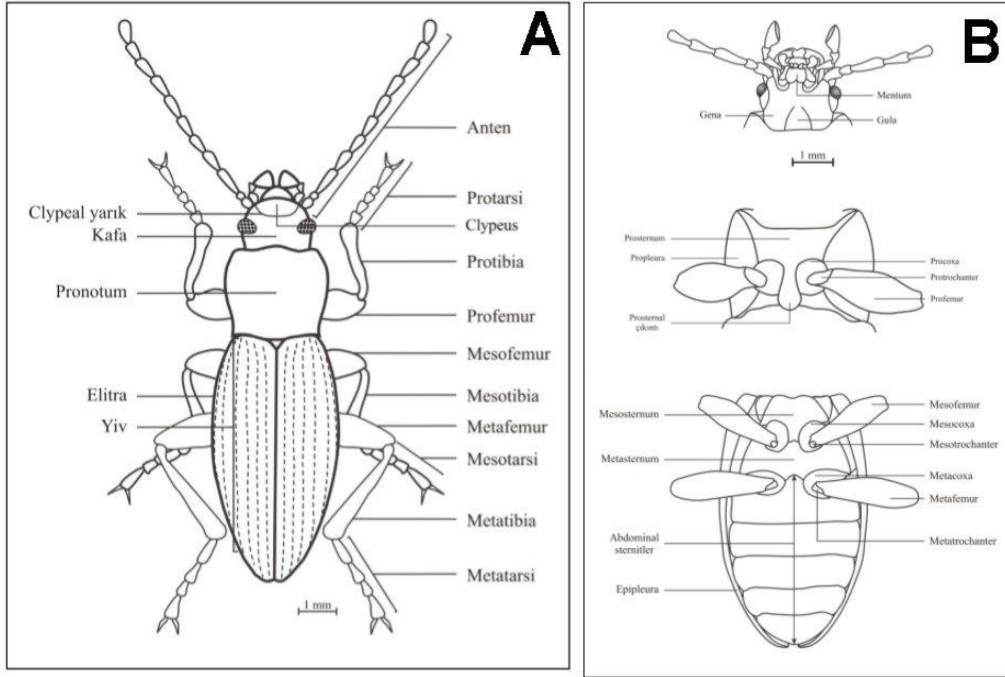 A
Anten
Protarsi
Clypeal yarık
Clypeus
Kafa
Protibia
Pronotum
Profemur
Mesofemur
Elitra
Mesotibia
Yiv
Metafemur
Mesotarsi
Metatibia
Metatarsi
1 mm
B
Mentum
Gena
Gula
1 mm
Prosternum
Propleura
Procoxa
Protrochanter
Profemur
Prosternal
çıkıntı
Mesosternum
Mesofemur
Mesocoxa
Mesotrochanter
Metasternum
Metacoxa
Metafemur
Abdominal
sternitler
Metatrochanter
Epipleura